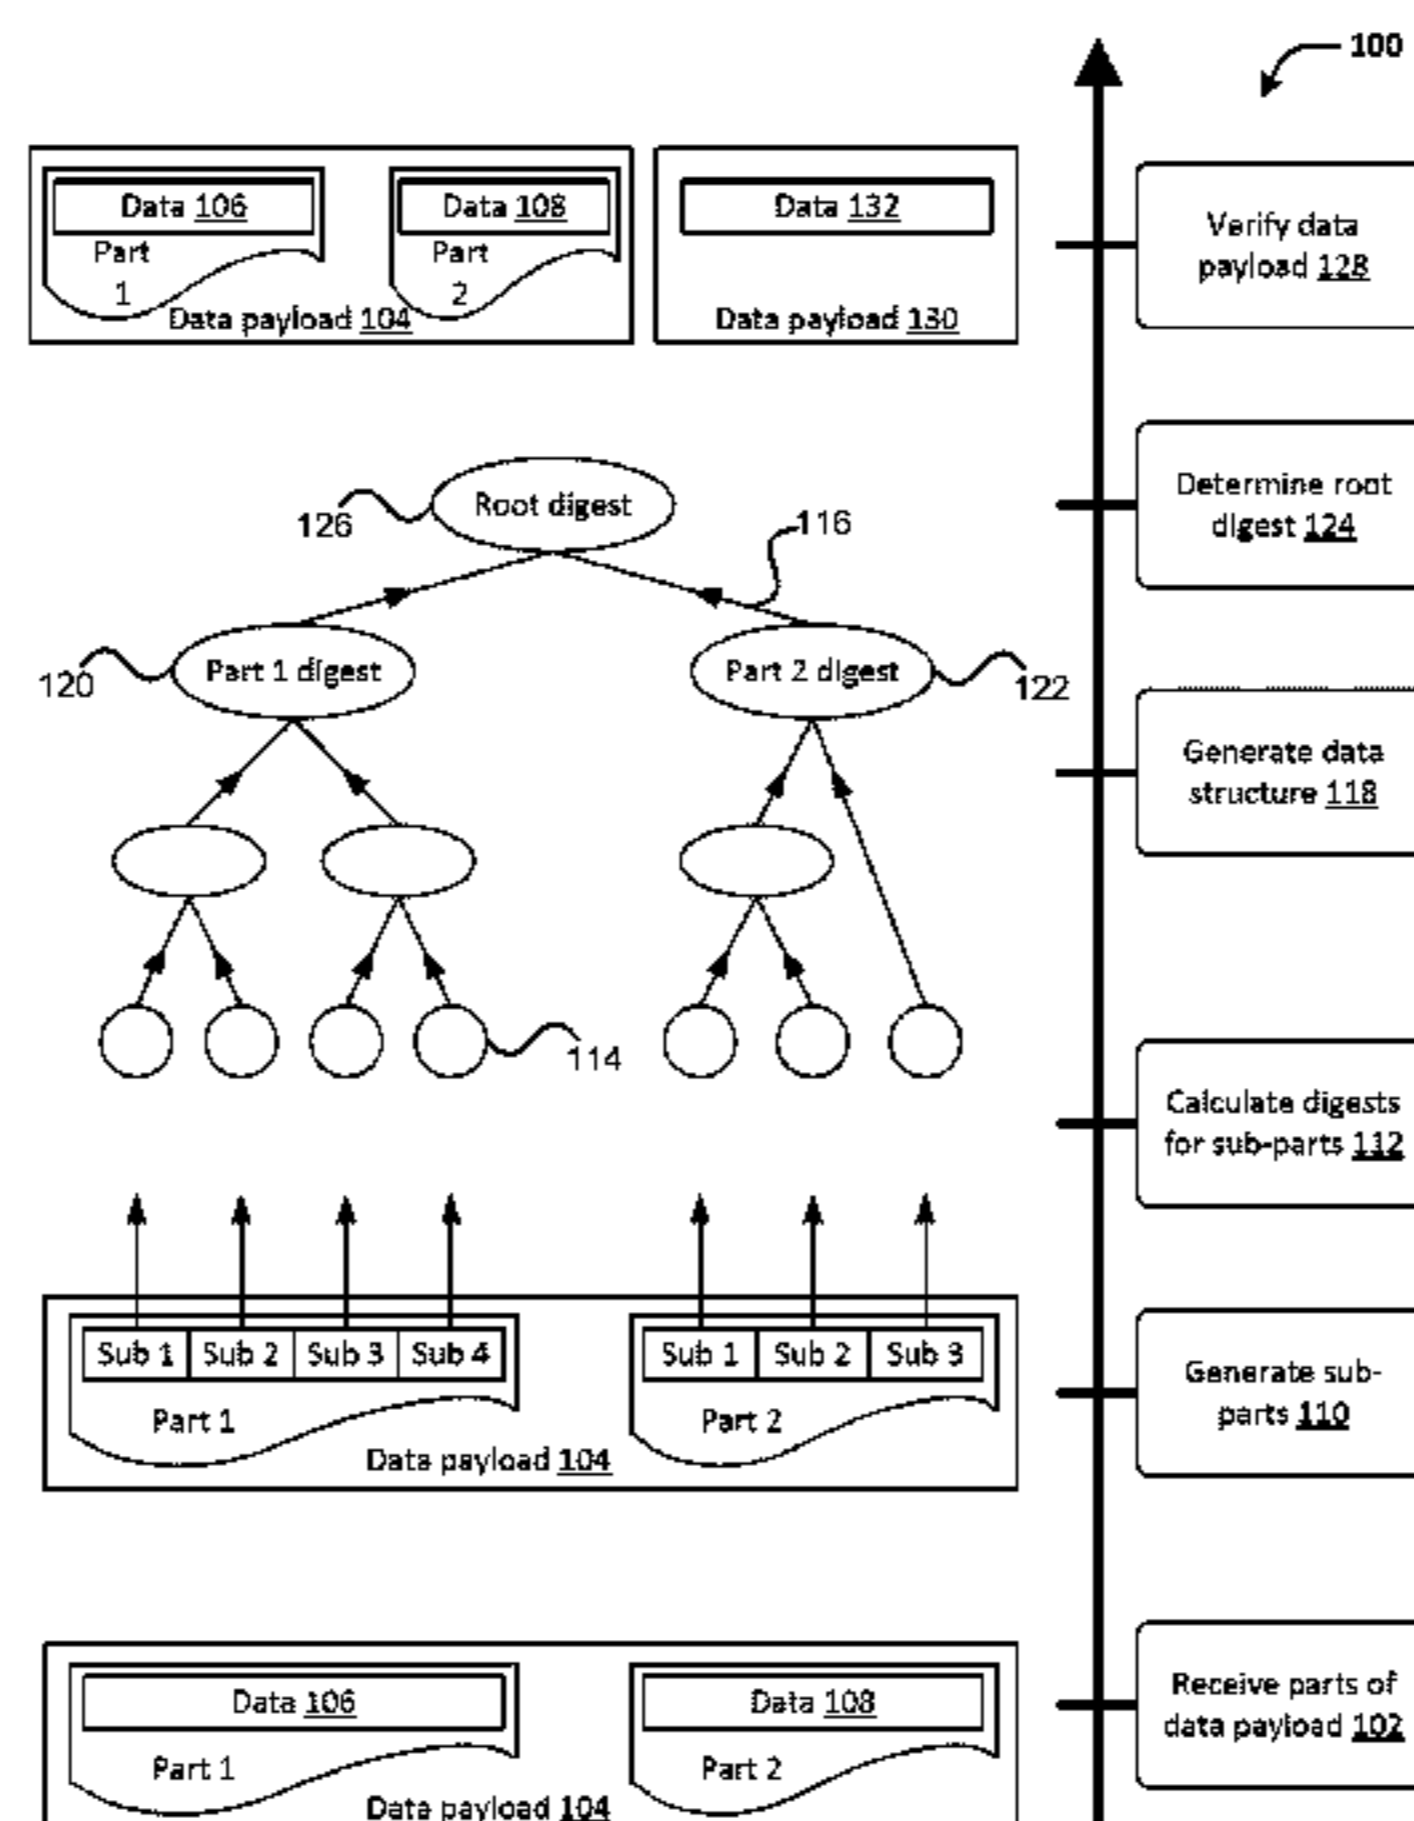 100
Data 106
Part
1
Data 108
Part
2
Data payload 104
Data 132
Data payload 130
Verify data
payload 128
Root digest
126
116
Determine root
digest 124
Part 1 digest
120
Part 2 digest
122
Generate data
structure 118
114
Calculate digests
for sub-parts 112
Sub 1 Sub 2 Sub 3 Sub 4
Part 1
Sub 1 Sub 2 Sub 3
Part 2
Data payload 104
Generate sub-
parts 110
Data 106
Part 1
Data 108
Part 2
Data payload 104
Receive parts of
data payload 102